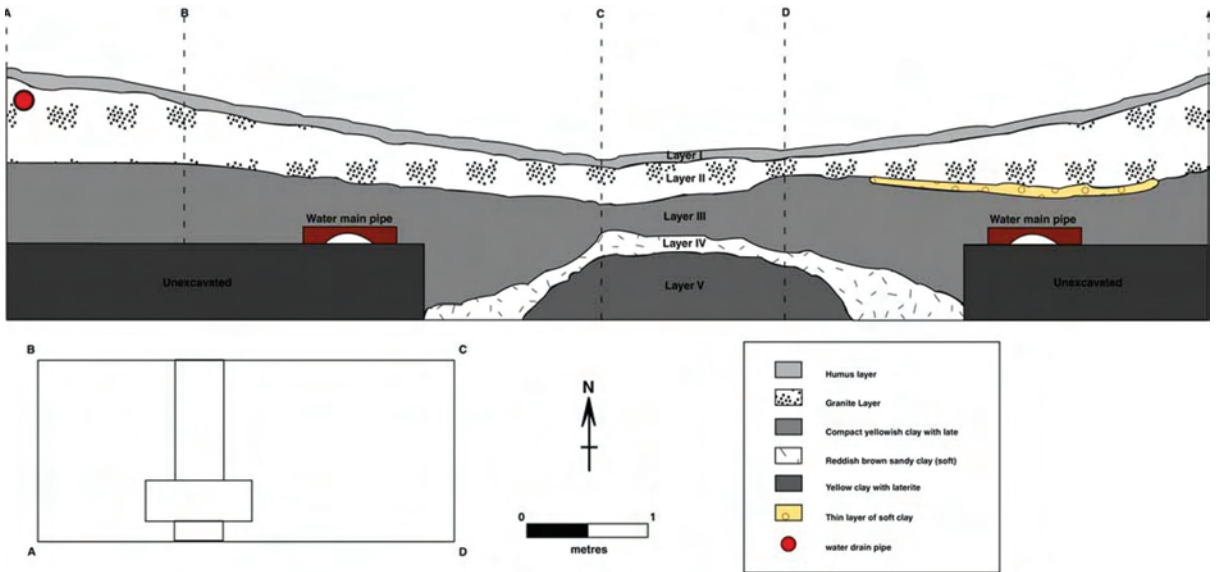 A B C D A
Layer I
Layer II
Layer III
Water main pipe Water main pipe
Layer IV
Unexcavated Layer V Unexcavated
B C
A D
N
0 1
metres
Humus layer
Granite Layer
Compact yellowish clay with late
Reddish brown sandy clay (soft)
Yellow clay with laterite
Thin layer of soft clay
water drain pipe